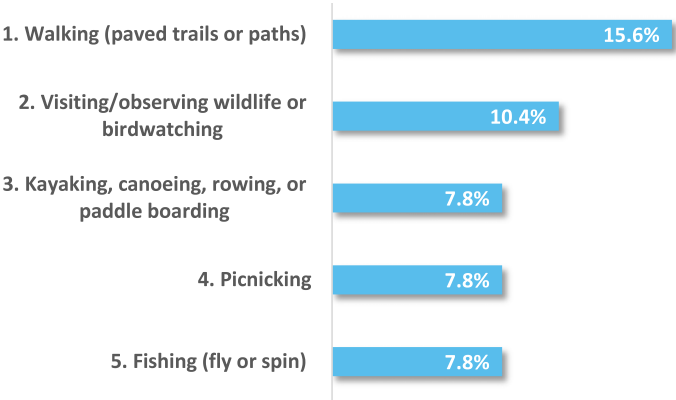 1. Walking (paved trails or paths)
15.6%
2. Visiting/observing wildlife or
birdwatching
10.4%
3. Kayaking, canoeing, rowing, or
paddle boarding
7.8%
4. Picnicking
7.8%
5. Fishing (fly or spin)
7.8%